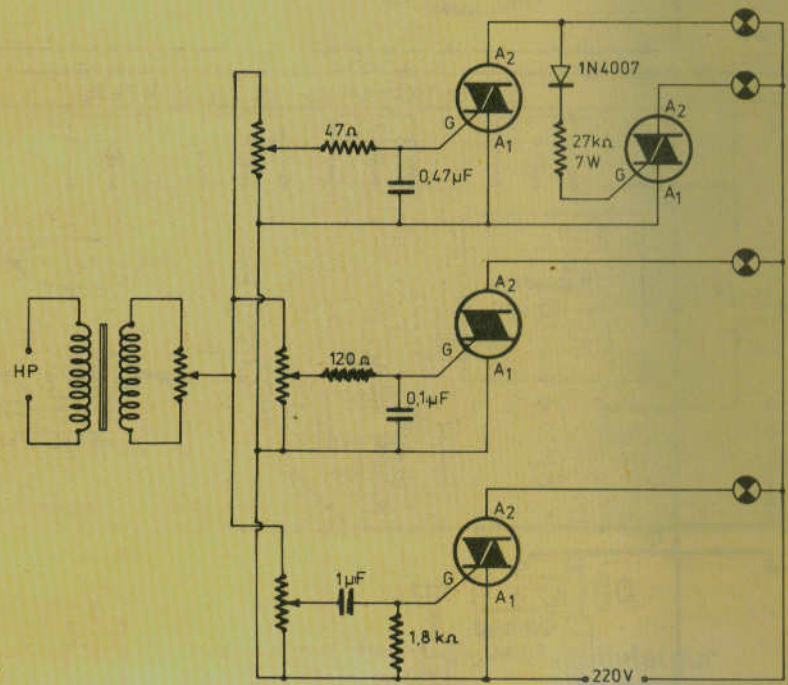 A2
1N4007
A2
47Ω
G
A1
27kΩ
7W
0,47µF
G
A1
A2
HP
120Ω
G
A1
0,1µF
A2
1µF
G
A1
1,8kΩ
220V